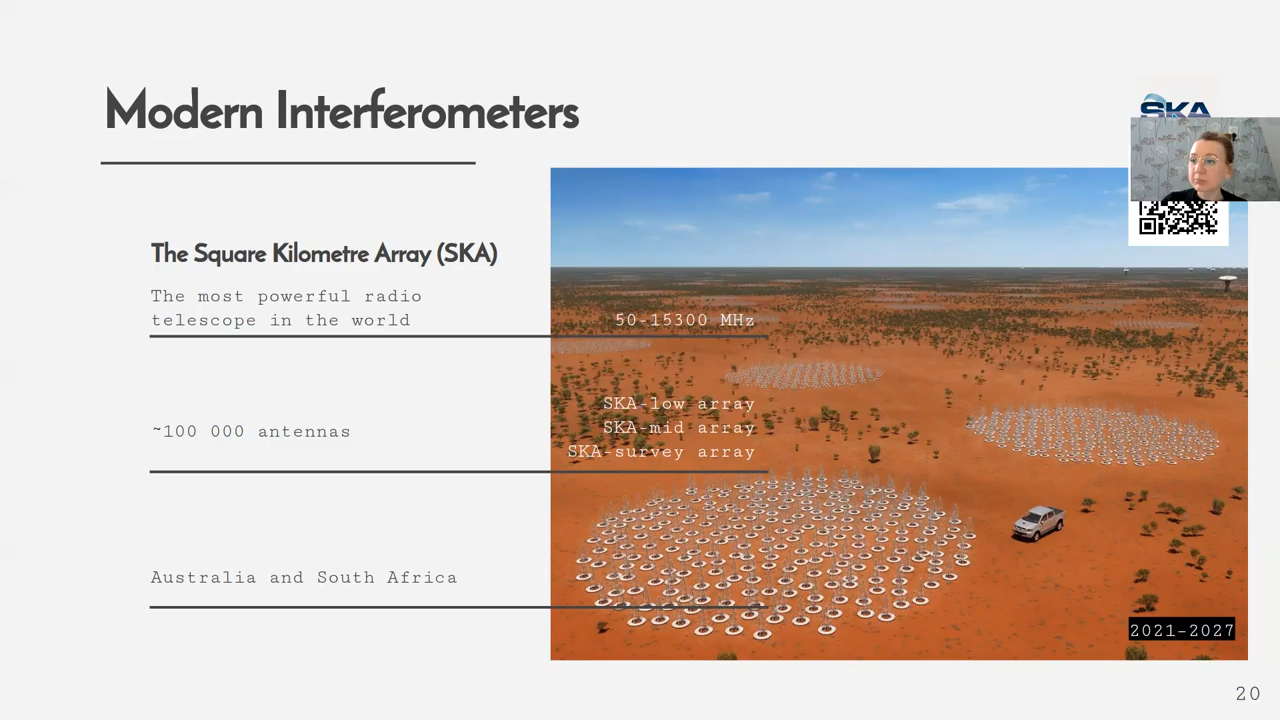 Modern Interferometers
SKA
The Square Kilometre Array (SKA)
The most powerful radio
telescope in the world
50-15300 MHz
~100 000 antennas
SKA-low array
SKA-mid array
SKA-survey array
Australia and South Africa
2021-2027
20